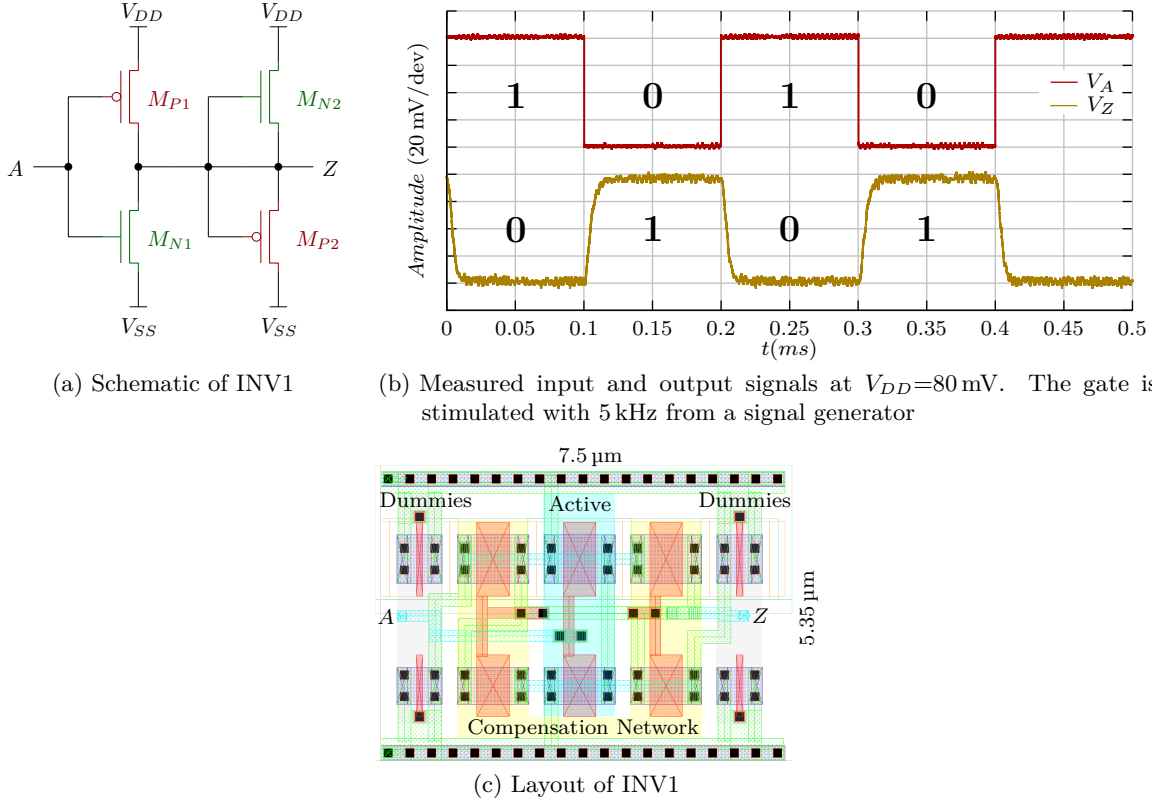 V_DD V_DD
M_P1 M_N2
A Z
M_N1 M_P2
V_SS V_SS
(a) Schematic of INV1
Amplitude (20 mV/dev)
1 0 1 0
V_A
V_Z
0 1 0 1
0 0.05 0.1 0.15 0.2 0.25 0.3 0.35 0.4 0.45 0.5
t(ms)
(b) Measured input and output signals at V_DD=80 mV. The gate is
stimulated with 5 kHz from a signal generator
7.5 µm
Dummies Active Dummies
A Z
5.35 µm
Compensation Network
(c) Layout of INV1